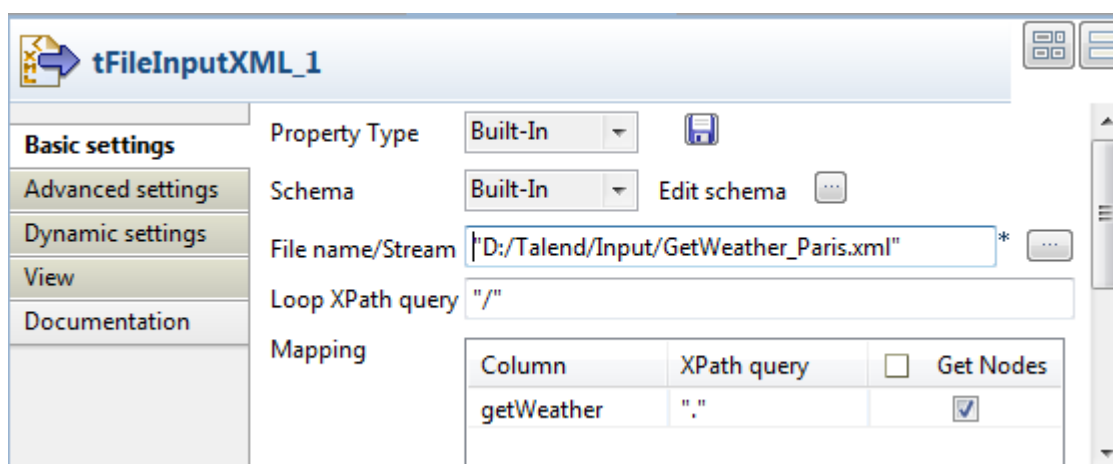 tFileInputXML_1
Basic settings
Advanced settings
Dynamic settings
View
Documentation
Property Type Built-In
Schema Built-In Edit schema ...
File name/Stream "D:/Talend/Input/GetWeather_Paris.xml" * ...
Loop XPath query "/"
Mapping
Column XPath query Get Nodes
getWeather "."